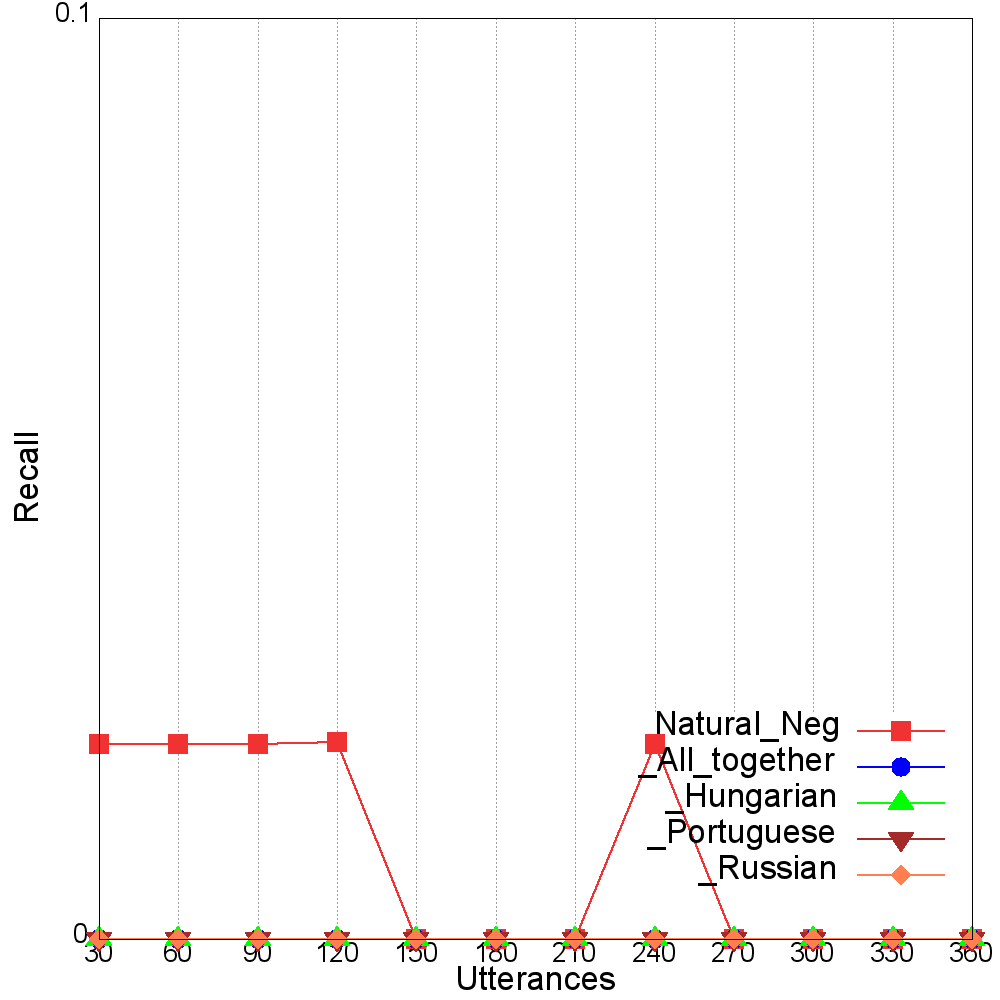 0.1
Recall
Natural_Neg
_All_together
_Hungarian
_Portuguese
_Russian
0
30 60 90 120 150 180 210 240 270 300 330 360
Utterances